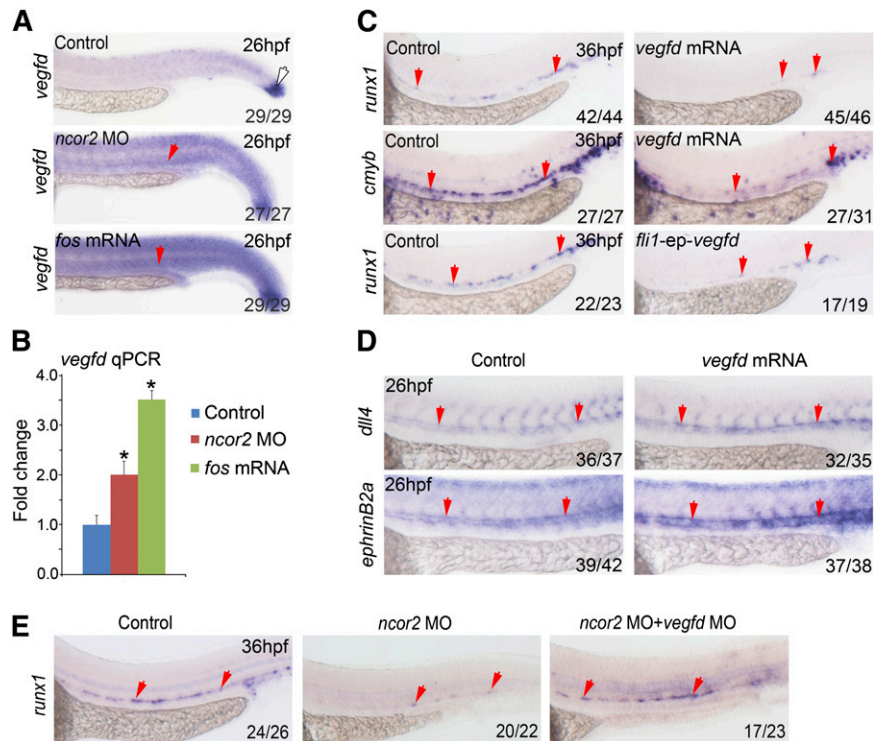 A
Control 26hpf
vegfd
29/29
ncor2 MO 26hpf
vegfd
27/27
fos mRNA 26hpf
vegfd
29/29
B
vegfd qPCR
Fold change
4.0
3.0
2.0
1.0
0.0
*
*
Control
ncor2 MO
fos mRNA
C
Control 36hpf
runx1
42/44
vegfd mRNA
45/46
Control 36hpf
cmyb
27/27
vegfd mRNA
27/31
Control 36hpf
runx1
22/23
fli1-ep-vegfd
17/19
D
Control
vegfd mRNA
26hpf
dll4
36/37
32/35
26hpf
ephrinB2a
39/42
37/38
E
Control
ncor2 MO
ncor2 MO+vegfd MO
36hpf
runx1
24/26
20/22
17/23